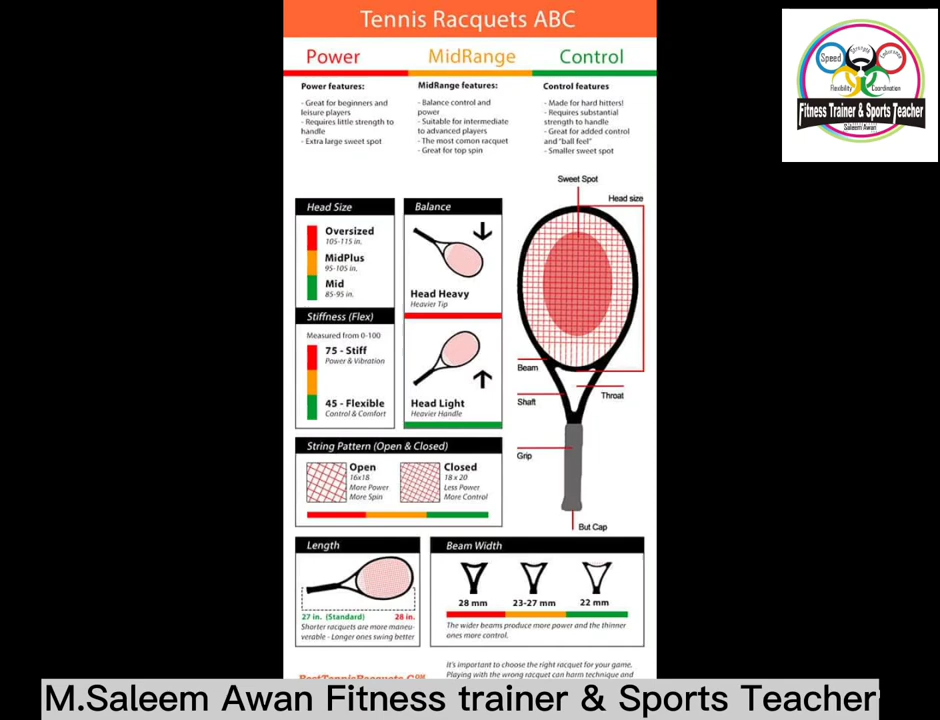 Tennis Racquets ABC
Power
MidRange
Control
Power features:
- Great for beginners and
leisure players
- Requires little strength to
handle
- Extra large sweet spot
MidRange features:
- Balance control and
power
- Suitable for intermediate
to advanced players
- The most comon racquet
- Great for top spin
Control features
- Made for hard hitters!
- Requires substantial
strength to handle
- Great for added control
and "ball feel"
- Smaller sweet spot
Speed
Strength
Endurance
Flexibility
Coordination
Fitness Trainer & Sports Teacher
Saleem Awan
Head Size
Oversized
105-115 in.
MidPlus
95-105 in.
Mid
85-95 in.
Stiffness (Flex)
Measured from 0-100
75 - Stiff
Power & Vibration
45 - Flexible
Control & Comfort
Balance
Head Heavy
Heavier Tip
Head Light
Heavier Handle
Sweet Spot
Head size
Beam
Throat
Shaft
Grip
But Cap
String Pattern (Open & Closed)
Open
16x18
More Power
More Spin
Closed
18 x 20
Less Power
More Control
Length
27 in. (Standard)
28 in.
Shorter racquets are more maneu-
verable - Longer ones swing better
Beam Width
28 mm
23-27 mm
22 mm
The wider beams produce more power and the thinner
ones more control.
It's important to choose the right racquet for your game.
Playing with the wrong racquet can harm technique and
BestTennisRacquets.COM
M.Saleem Awan Fitness trainer & Sports Teacher